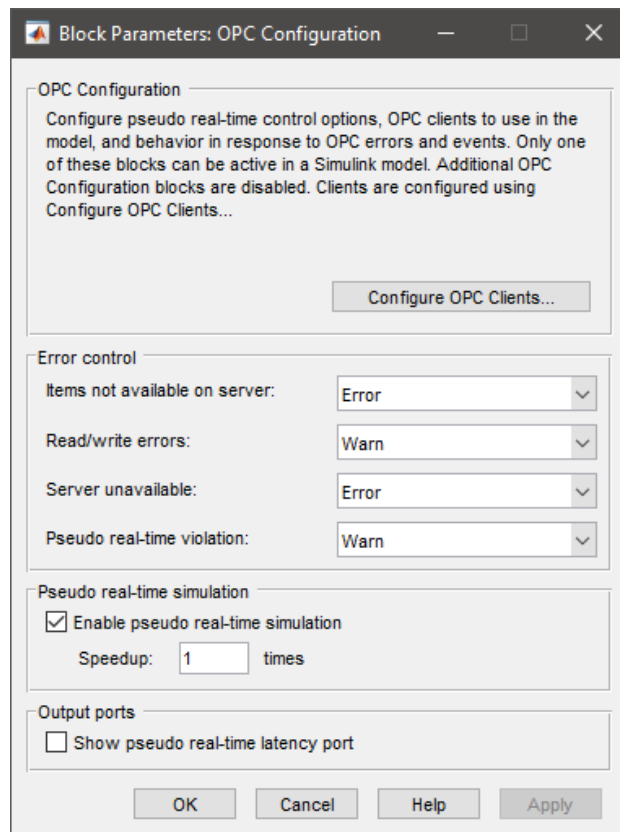 Block Parameters: OPC Configuration
OPC Configuration
Configure pseudo real-time control options, OPC clients to use in the
model, and behavior in response to OPC errors and events. Only one
of these blocks can be active in a Simulink model. Additional OPC
Configuration blocks are disabled. Clients are configured using
Configure OPC Clients...
Configure OPC Clients...
Error control
Items not available on server: Error
Read/write errors: Warn
Server unavailable: Error
Pseudo real-time violation: Warn
Pseudo real-time simulation
Enable pseudo real-time simulation
Speedup: 1 times
Output ports
Show pseudo real-time latency port
OK Cancel Help Apply